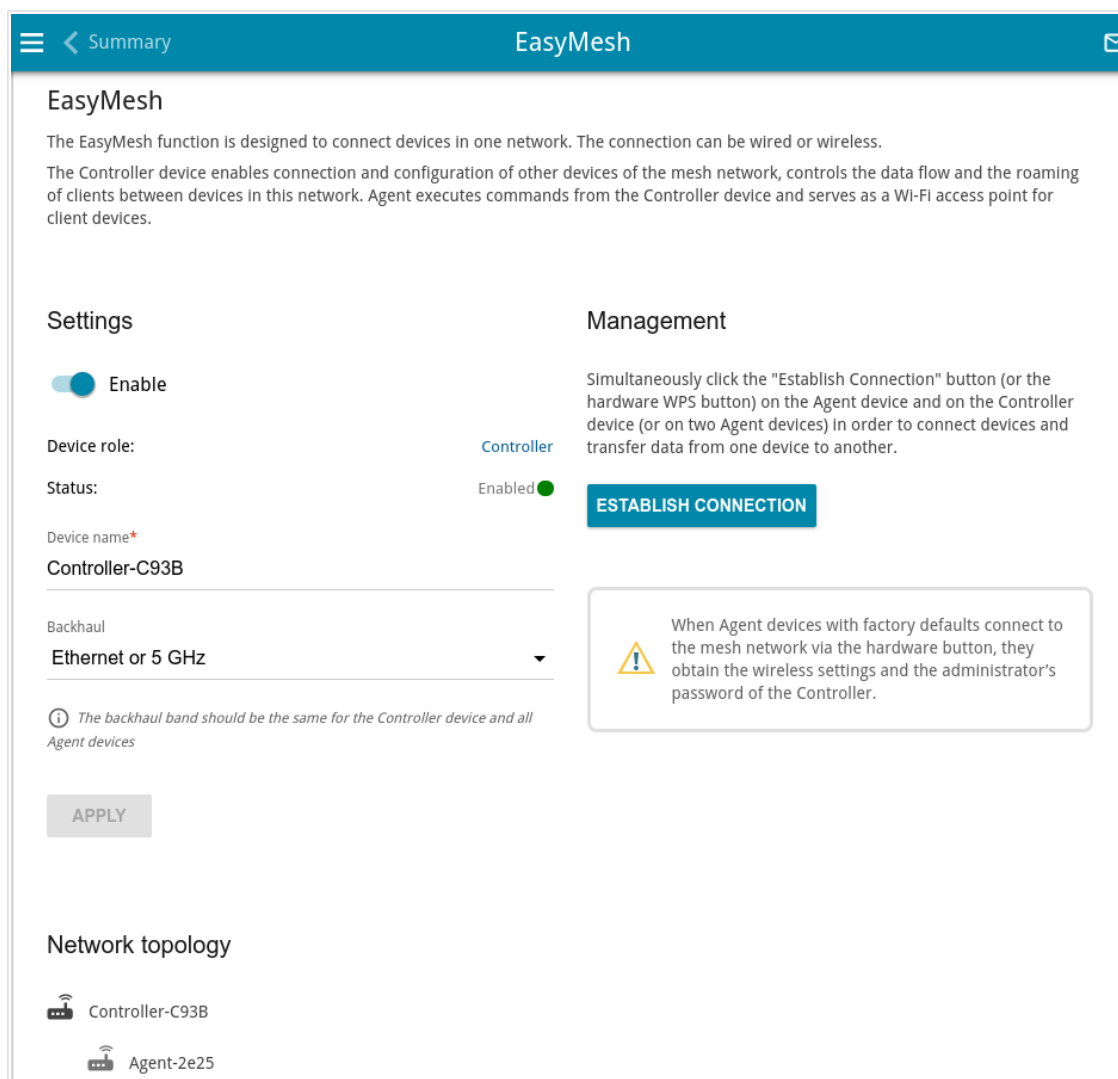 Summary
EasyMesh
EasyMesh
The EasyMesh function is designed to connect devices in one network. The connection can be wired or wireless.
The Controller device enables connection and configuration of other devices of the mesh network, controls the data flow and the roaming
of clients between devices in this network. Agent executes commands from the Controller device and serves as a Wi-Fi access point for
client devices.
Settings
Enable
Device role:
Controller
Status:
Enabled
Device name*
Controller-C93B
Backhaul
Ethernet or 5 GHz
The backhaul band should be the same for the Controller device and all
Agent devices
APPLY
Management
Simultaneously click the "Establish Connection" button (or the
hardware WPS button) on the Agent device and on the Controller
device (or on two Agent devices) in order to connect devices and
transfer data from one device to another.
ESTABLISH CONNECTION
When Agent devices with factory defaults connect to
the mesh network via the hardware button, they
obtain the wireless settings and the administrator's
password of the Controller.
Network topology
Controller-C93B
Agent-2e25